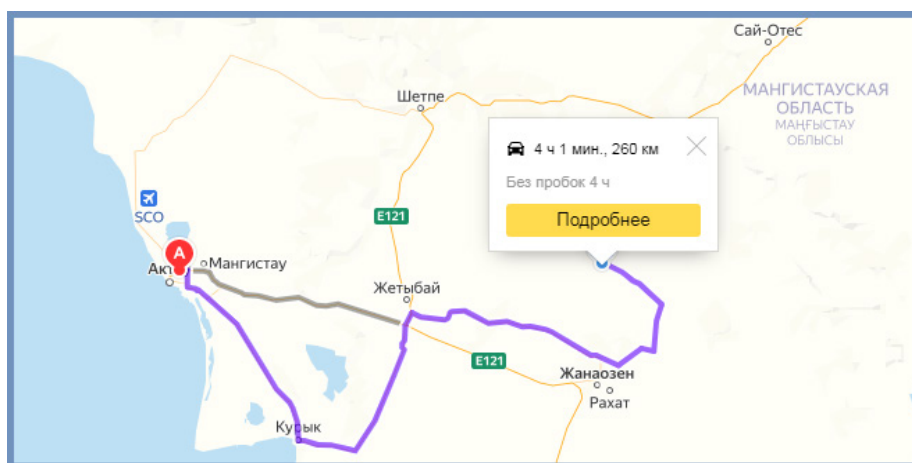 Сай-Отес
МАНГИСТАУСКАЯ
ОБЛАСТЬ
МАҢҒЫСТАУ
ОБЛЫСЫ
Шетпе
4 ч 1 мин., 260 км
Без пробок 4 ч
Подробнее
SCO
E121
A
Мангистау
Жетыбай
E121
Жанаозен
Рахат
Курык